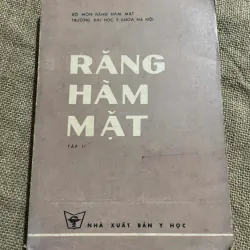 BỘ MÔN RĂNG HÀM MẶT
TRƯỜNG ĐẠI HỌC Y KHOA HÀ NỘI
RĂNG
HÀM
MẶT
TẬP II
NHÀ XUẤT BẢN Y HỌC